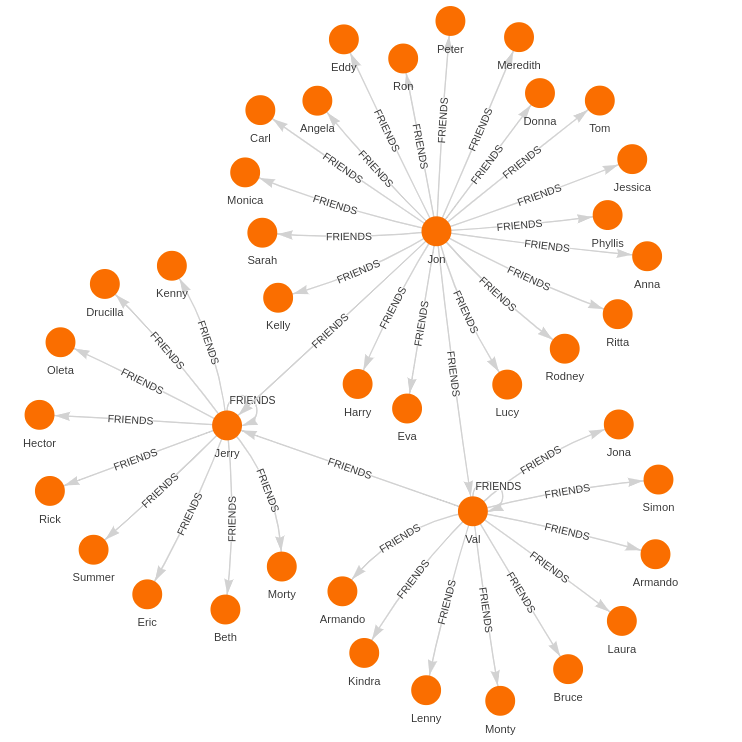 Peter
Meredith
Eddy
Ron
Donna
Tom
Angela
Carl
FRIENDS
FRIENDS
FRIENDS
FRIENDS
FRIENDS
FRIENDS
FRIENDS
FRIENDS
Jessica
Monica
FRIENDS
FRIENDS
FRIENDS
Phyllis
Sarah
FRIENDS
FRIENDS
Jon
Anna
FRIENDS
FRIENDS
Kenny
Drucilla
Kelly
FRIENDS
FRIENDS
FRIENDS
FRIENDS
FRIENDS
Ritta
FRIENDS
FRIENDS
Oleta
Rodney
FRIENDS
FRIENDS
FRIENDS
Harry
Lucy
Eva
FRIENDS
FRIENDS
Hector
Jerry
Jona
FRIENDS
FRIENDS
FRIENDS
FRIENDS
FRIENDS
FRIENDS
FRIENDS
Simon
Rick
FRIENDS
FRIENDS
FRIENDS
Val
FRIENDS
FRIENDS
Summer
Armando
FRIENDS
FRIENDS
FRIENDS
Morty
Eric
Beth
Armando
FRIENDS
FRIENDS
FRIENDS
Laura
Kindra
Bruce
Lenny
Monty